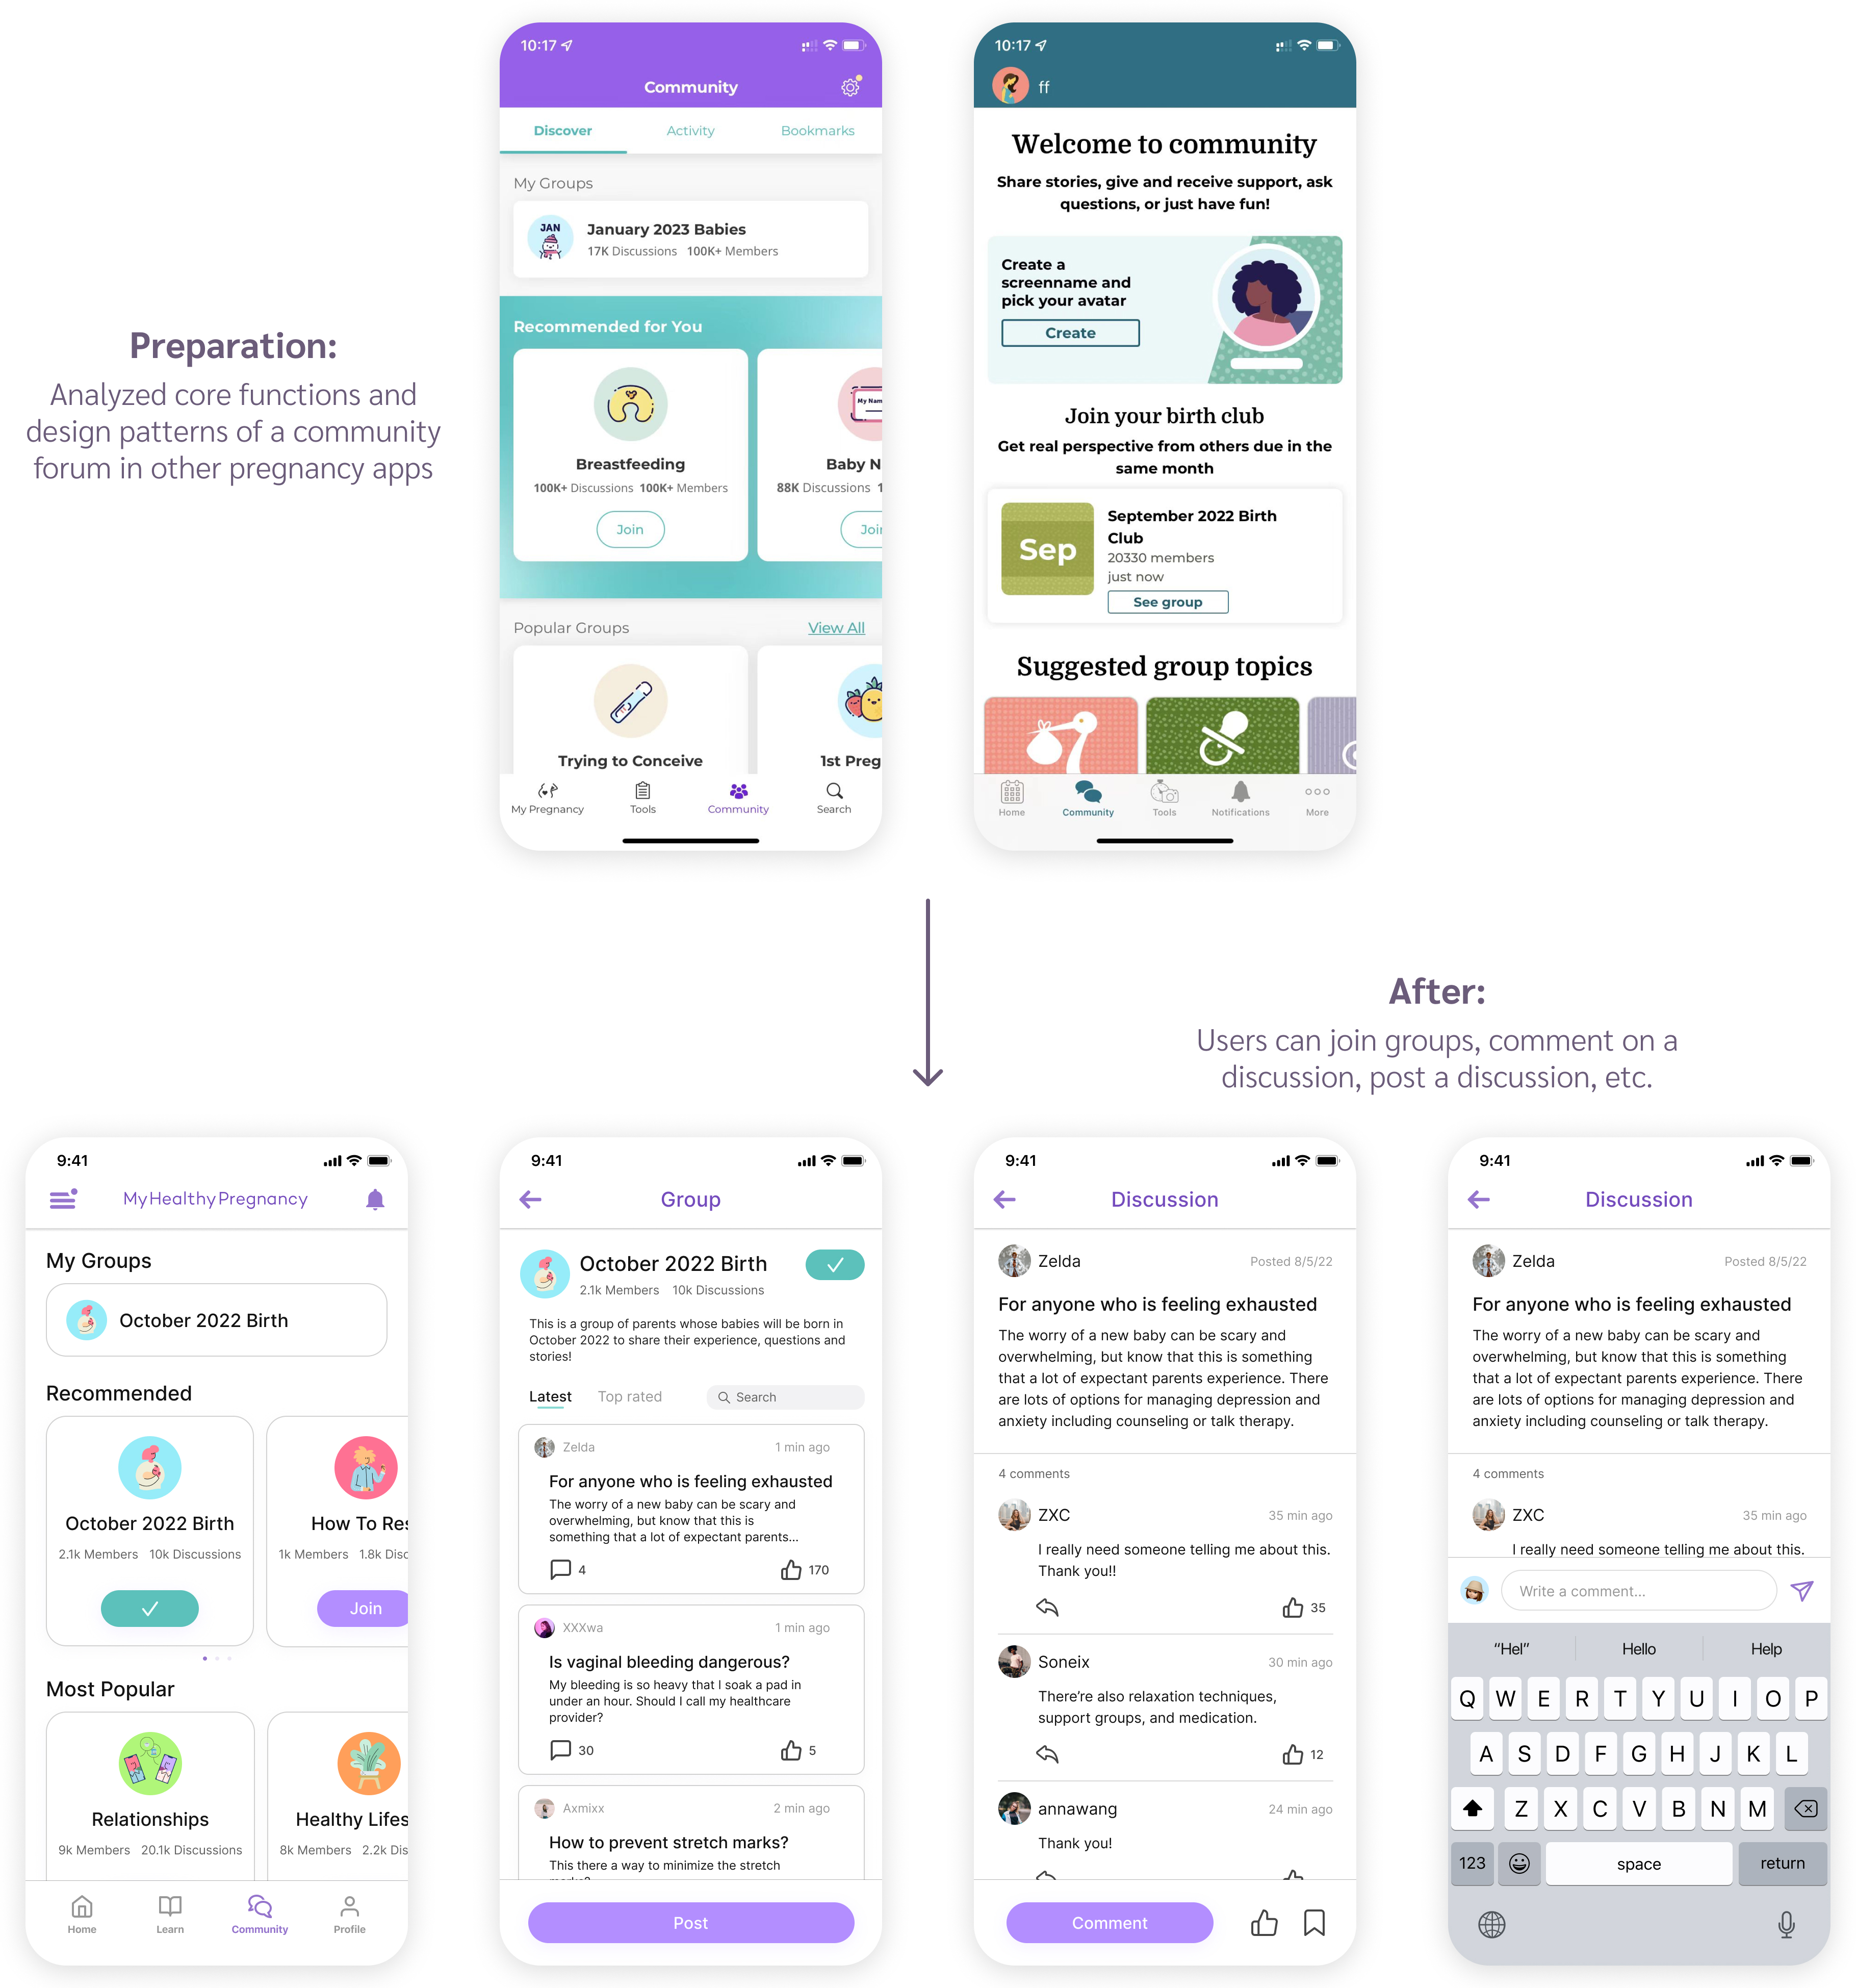 Preparation:
Analyzed core functions and
design patterns of a community
forum in other pregnancy apps
10:17
Community
Discover Activity Bookmarks
My Groups
JAN
January 2023 Babies
17K Discussions 100K+ Members
Recommended for You
My Nam
Breastfeeding
Baby N
100K+ Discussions 100K+ Members
88K Discussions 1
Join
Joi
Popular Groups View All
Trying to Conceive
1st Preg
My Pregnancy Tools Community Search
10:17
ff
Welcome to community
Share stories, give and receive support, ask
questions, or just have fun!
Create a
screenname and
pick your avatar
Create
Join your birth club
Get real perspective from others due in the
same month
Sep
September 2022 Birth
Club
20330 members
just now
See group
Suggested group topics
Home Community Tools Notifications More
After:
Users can join groups, comment on a
discussion, post a discussion, etc.
9:41
MyHealthyPregnancy
My Groups
October 2022 Birth
Recommended
October 2022 Birth
2.1k Members 10k Discussions
How To Res
1k Members 1.8k Disc
Join
Most Popular
Relationships
9k Members 20.1k Discussions
Healthy Lifes
8k Members 2.2k Dis
Home Learn Community Profile
9:41
Group
October 2022 Birth
2.1k Members 10k Discussions
This is a group of parents whose babies will be born in
October 2022 to share their experience, questions and
stories!
Latest Top rated Search
Zelda 1 min ago
For anyone who is feeling exhausted
The worry of a new baby can be scary and
overwhelming, but know that this is
something that a lot of expectant parents...
4 170
XXXwa 1 min ago
Is vaginal bleeding dangerous?
My bleeding is so heavy that I soak a pad in
under an hour. Should I call my healthcare
provider?
30 5
Axmixx 2 min ago
How to prevent stretch marks?
This there a way to minimize the stretch
marks?
Post
9:41
Discussion
Zelda Posted 8/5/22
For anyone who is feeling exhausted
The worry of a new baby can be scary and
overwhelming, but know that this is something
that a lot of expectant parents experience. There
are lots of options for managing depression and
anxiety including counseling or talk therapy.
4 comments
ZXC 35 min ago
I really need someone telling me about this.
Thank you!!
35
Soneix 30 min ago
There're also relaxation techniques,
support groups, and medication.
12
annawang 24 min ago
Thank you!
Comment
9:41
Discussion
Zelda Posted 8/5/22
For anyone who is feeling exhausted
The worry of a new baby can be scary and
overwhelming, but know that this is something
that a lot of expectant parents experience. There
are lots of options for managing depression and
anxiety including counseling or talk therapy.
4 comments
ZXC 35 min ago
I really need someone telling me about this.
Write a comment...
“Hel” Hello Help
Q W E R T Y U I O P
A S D F G H J K L
Z X C V B N M
123 space return